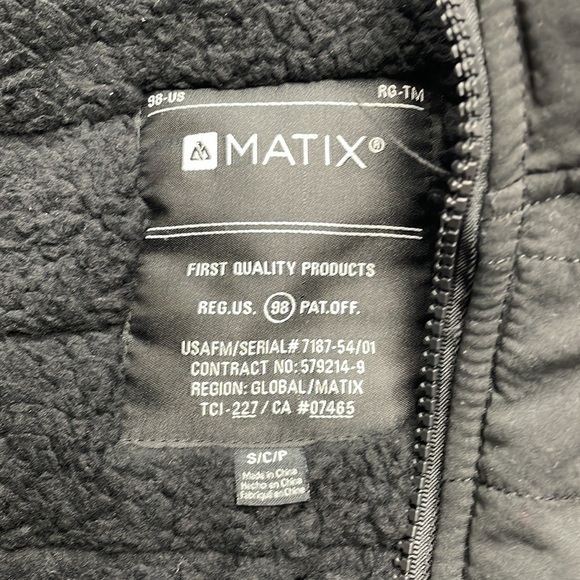 98-US RG-TM
MATIX®
FIRST QUALITY PRODUCTS
REG.US. 98 PAT.OFF.
USAFM/SERIAL# 7187-54/01
CONTRACT NO: 579214-9
REGION: GLOBAL/MATIX
TCI-227 / CA #07465
S/C/P
Made in China
Hecho en China
Fabriqué en Chine